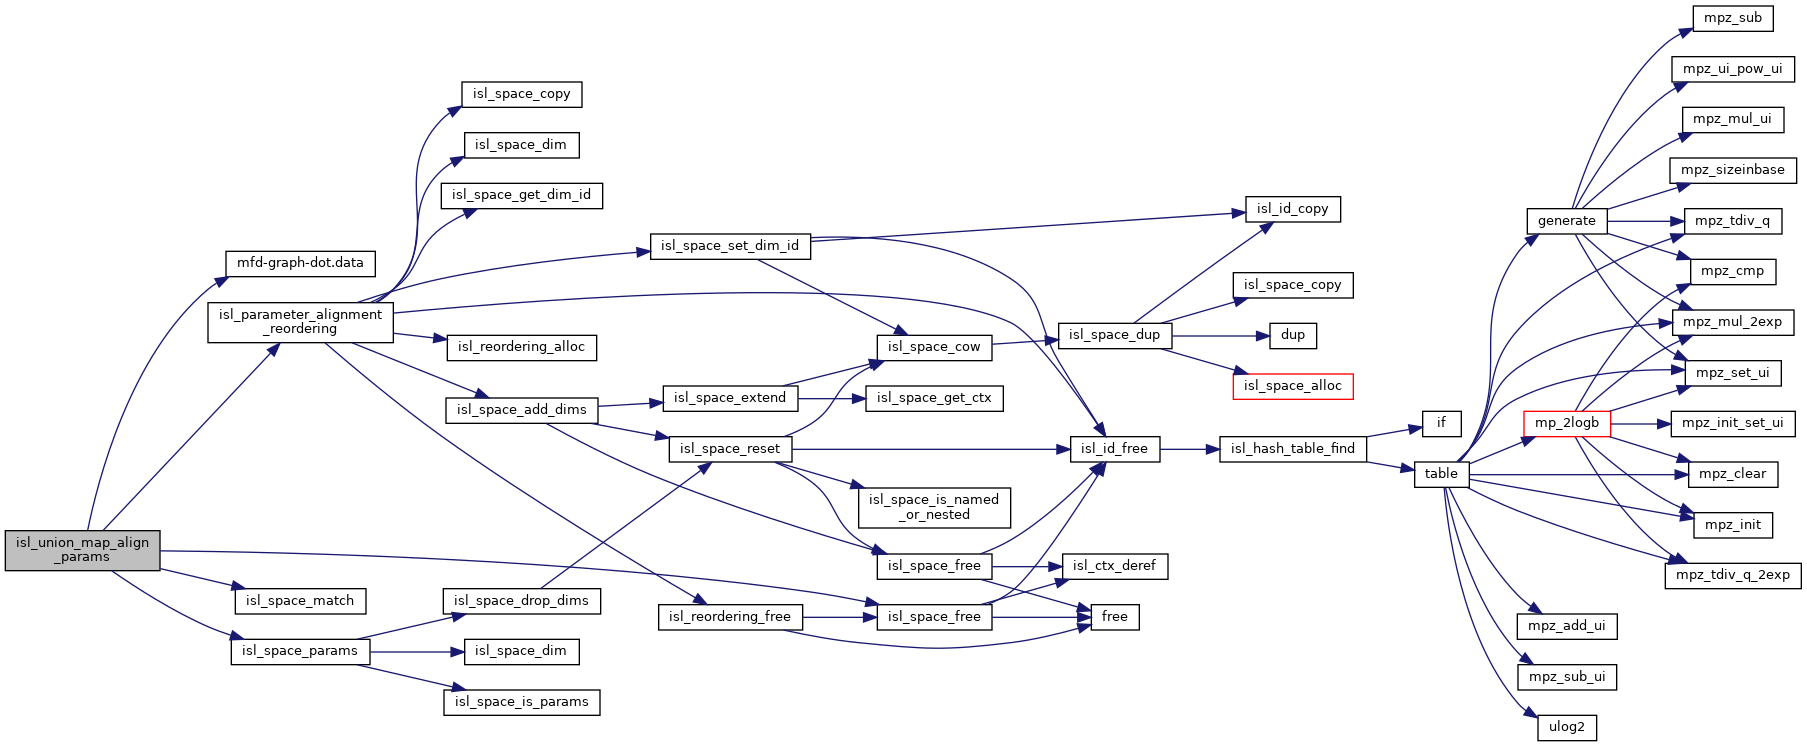 mpz_sub
mpz_ui_pow_ui
isl_space_copy
mpz_mul_ui
isl_space_dim
mpz_sizeinbase
isl_space_get_dim_id
isl_id_copy
generate
mpz_tdiv_q
isl_space_set_dim_id
mfd-graph-dot.data
mpz_cmp
isl_space_copy
isl_parameter_alignment
_reordering
mpz_mul_2exp
isl_space_dup
dup
isl_reordering_alloc
isl_space_cow
mpz_set_ui
isl_space_alloc
isl_space_extend
isl_space_get_ctx
isl_space_add_dims
if
mp_2logb
mpz_init_set_ui
isl_space_reset
isl_id_free
isl_hash_table_find
table
mpz_clear
isl_space_is_named
_or_nested
mpz_init
isl_union_map_align
_params
isl_space_free
isl_ctx_deref
mpz_tdiv_q_2exp
isl_space_match
isl_space_drop_dims
isl_reordering_free
isl_space_free
free
mpz_add_ui
isl_space_params
isl_space_dim
mpz_sub_ui
isl_space_is_params
ulog2